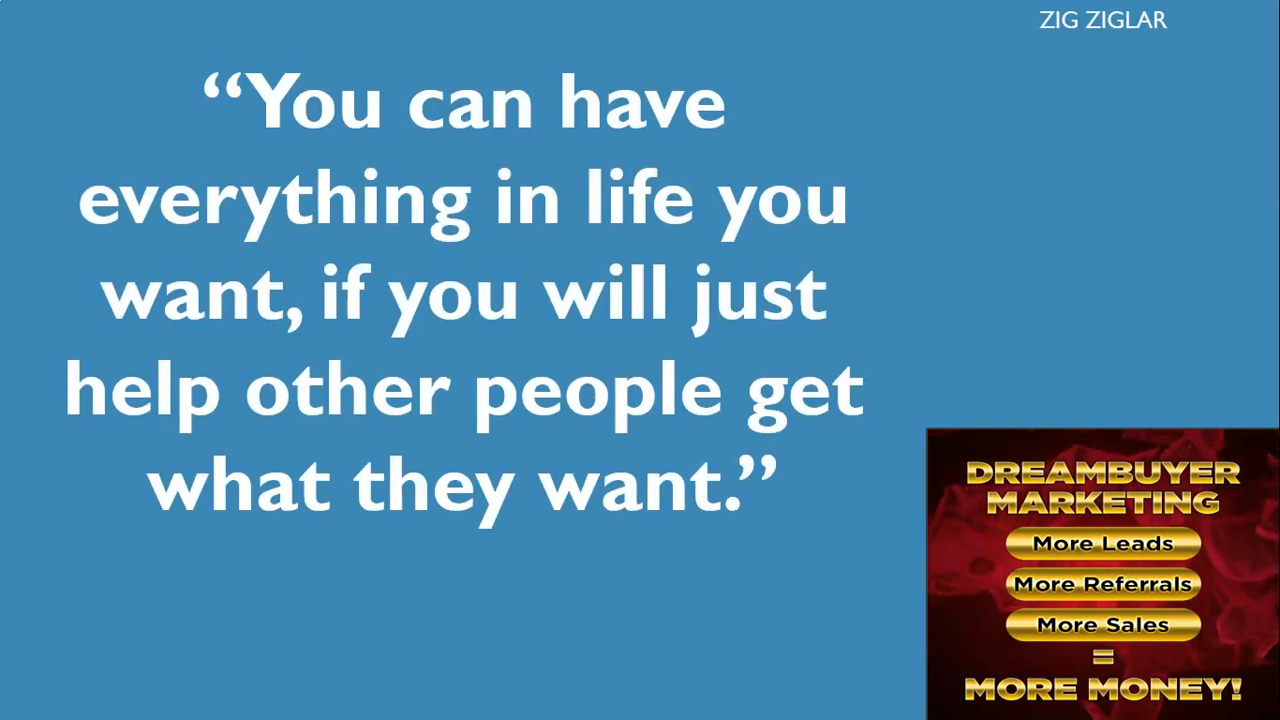 ZIG ZIGLAR
“You can have
everything in life you
want, if you will just
help other people get
what they want.”
DREAMBUYER
MARKETING
More Leads
More Referrals
More Sales
=
MORE MONEY!